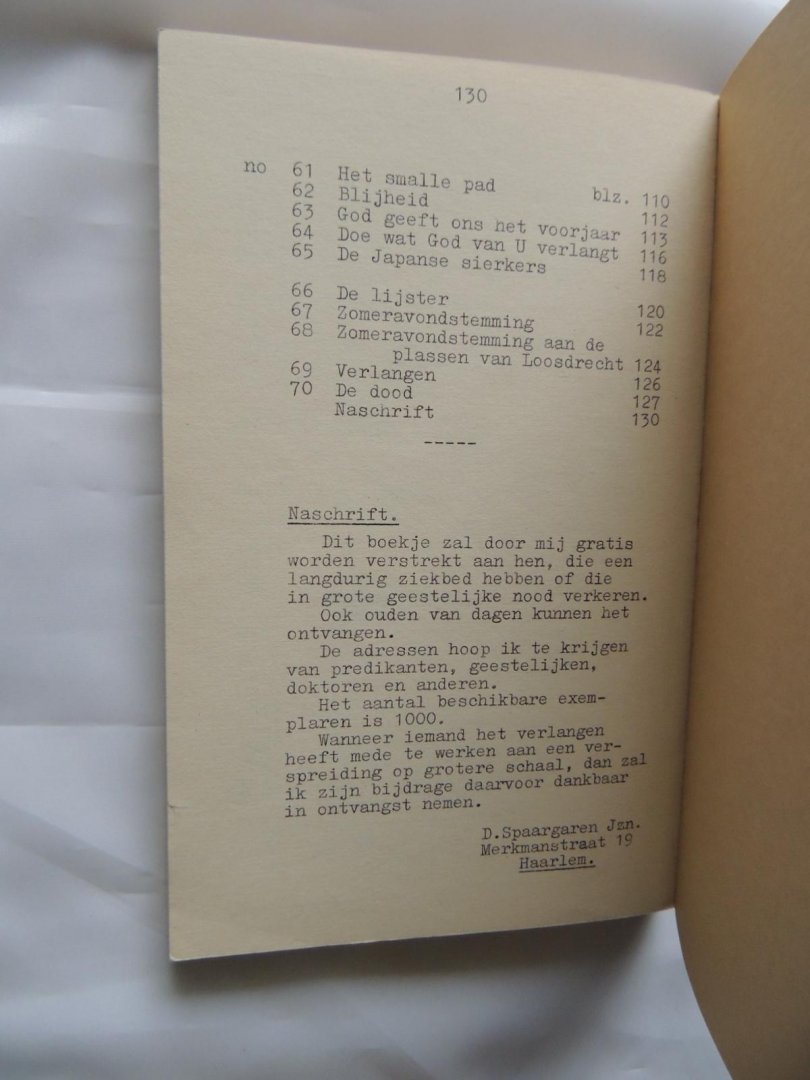 130
no 61 Het smalle pad blz. 110
62 Blijheid 112
63 God geeft ons het voorjaar 113
64 Doe wat God van U verlangt 116
65 De Japanse sierkers 118
66 De lijster 120
67 Zomeravondstemming 122
68 Zomeravondstemming aan de
plassen van Loosdrecht 124
69 Verlangen 126
70 De dood 127
Naschrift 130
-----
Naschrift.
Dit boekje zal door mij gratis
worden verstrekt aan hen, die een
langdurig ziekbed hebben of die
in grote geestelijke nood verkeren.
Ook ouden van dagen kunnen het
ontvangen.
De adressen hoop ik te krijgen
van predikanten, geestelijken,
doktoren en anderen.
Het aantal beschikbare exem-
plaren is 1000.
Wanneer iemand het verlangen
heeft mede te werken aan een ver-
spreiding op grotere schaal, dan zal
ik zijn bijdrage daarvoor dankbaar
in ontvangst nemen.
D.Spaargaren Jzn.
Merkmanstraat 19
Haarlem.